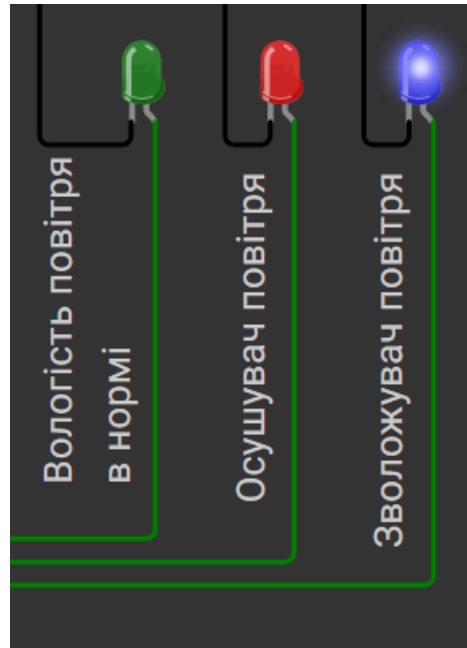 Вологість повітря
в нормі
Осушувач повітря
Зволожувач повітря